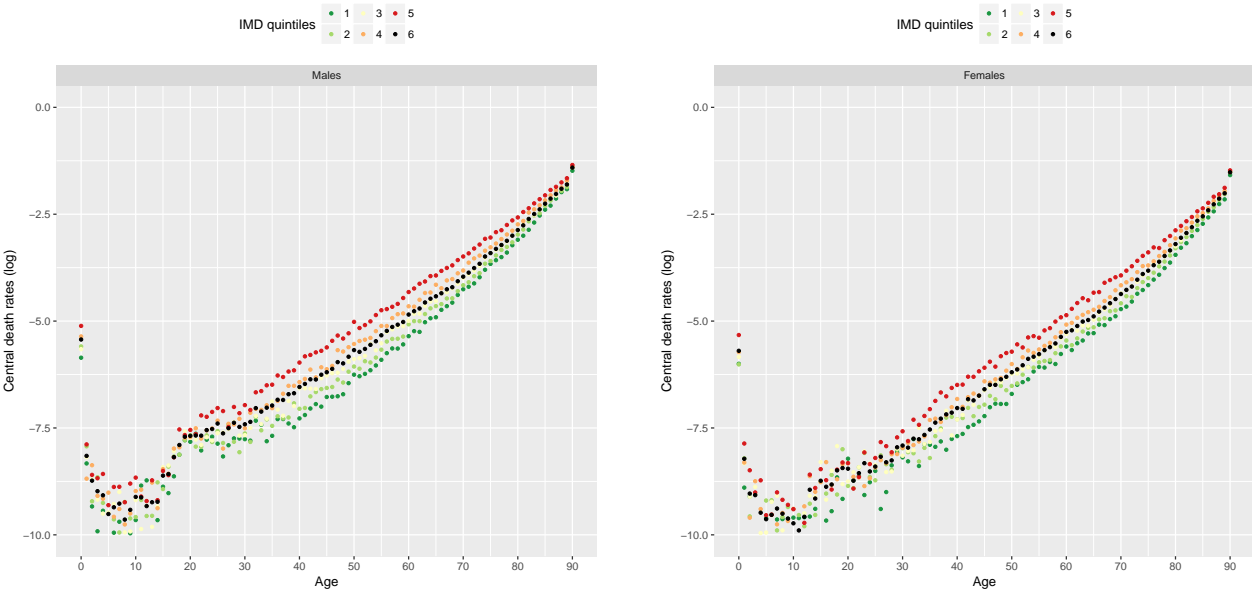 IMD quintiles
1 3 5
2 4 6
Males
0.0
−2.5
−5.0
−7.5
−10.0
Central death rates (log)
0 10 20 30 40 50 60 70 80 90
Age
IMD quintiles
1 3 5
2 4 6
Females
0.0
−2.5
−5.0
−7.5
−10.0
Central death rates (log)
0 10 20 30 40 50 60 70 80 90
Age